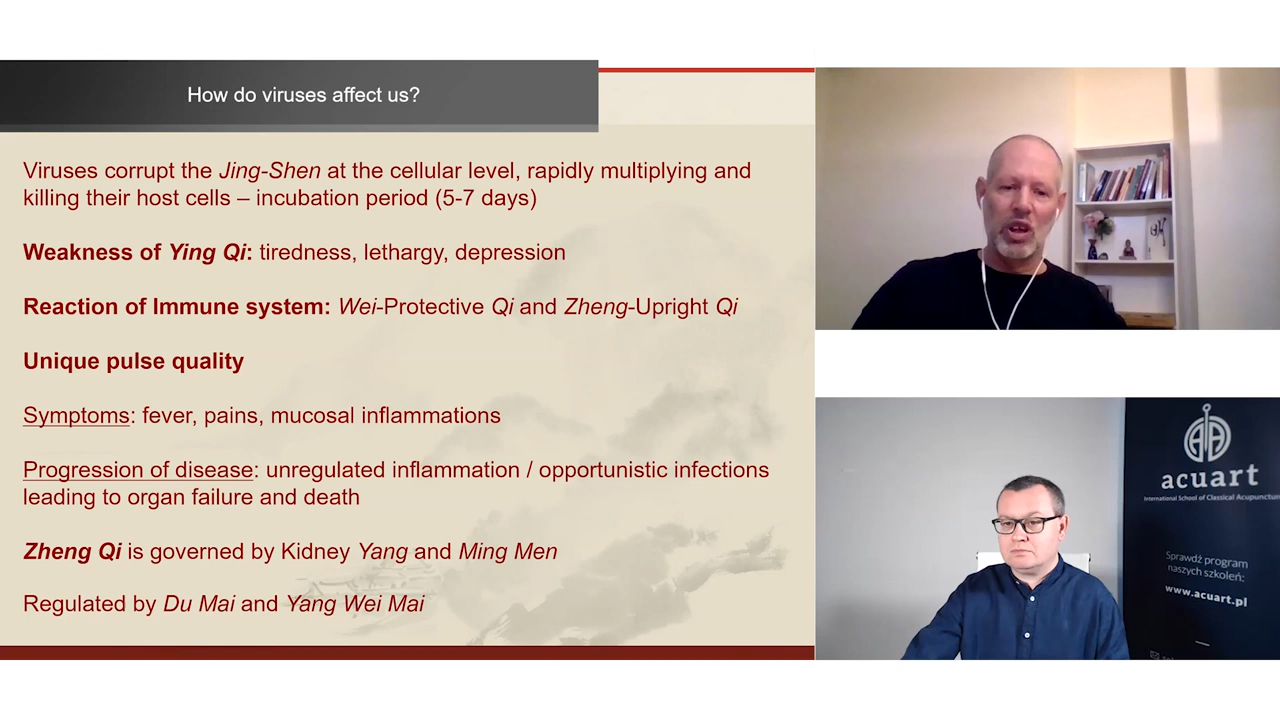 How do viruses affect us?
Viruses corrupt the Jing-Shen at the cellular level, rapidly multiplying and
killing their host cells – incubation period (5-7 days)
Weakness of Ying Qi: tiredness, lethargy, depression
Reaction of Immune system: Wei-Protective Qi and Zheng-Upright Qi
Unique pulse quality
Symptoms: fever, pains, mucosal inflammations
Progression of disease: unregulated inflammation / opportunistic infections
leading to organ failure and death
Zheng Qi is governed by Kidney Yang and Ming Men
Regulated by Du Mai and Yang Wei Mai
acuart
International School of Classical Acupuncture
Sprawdź program
naszych szkoleń:
www.acuart.pl